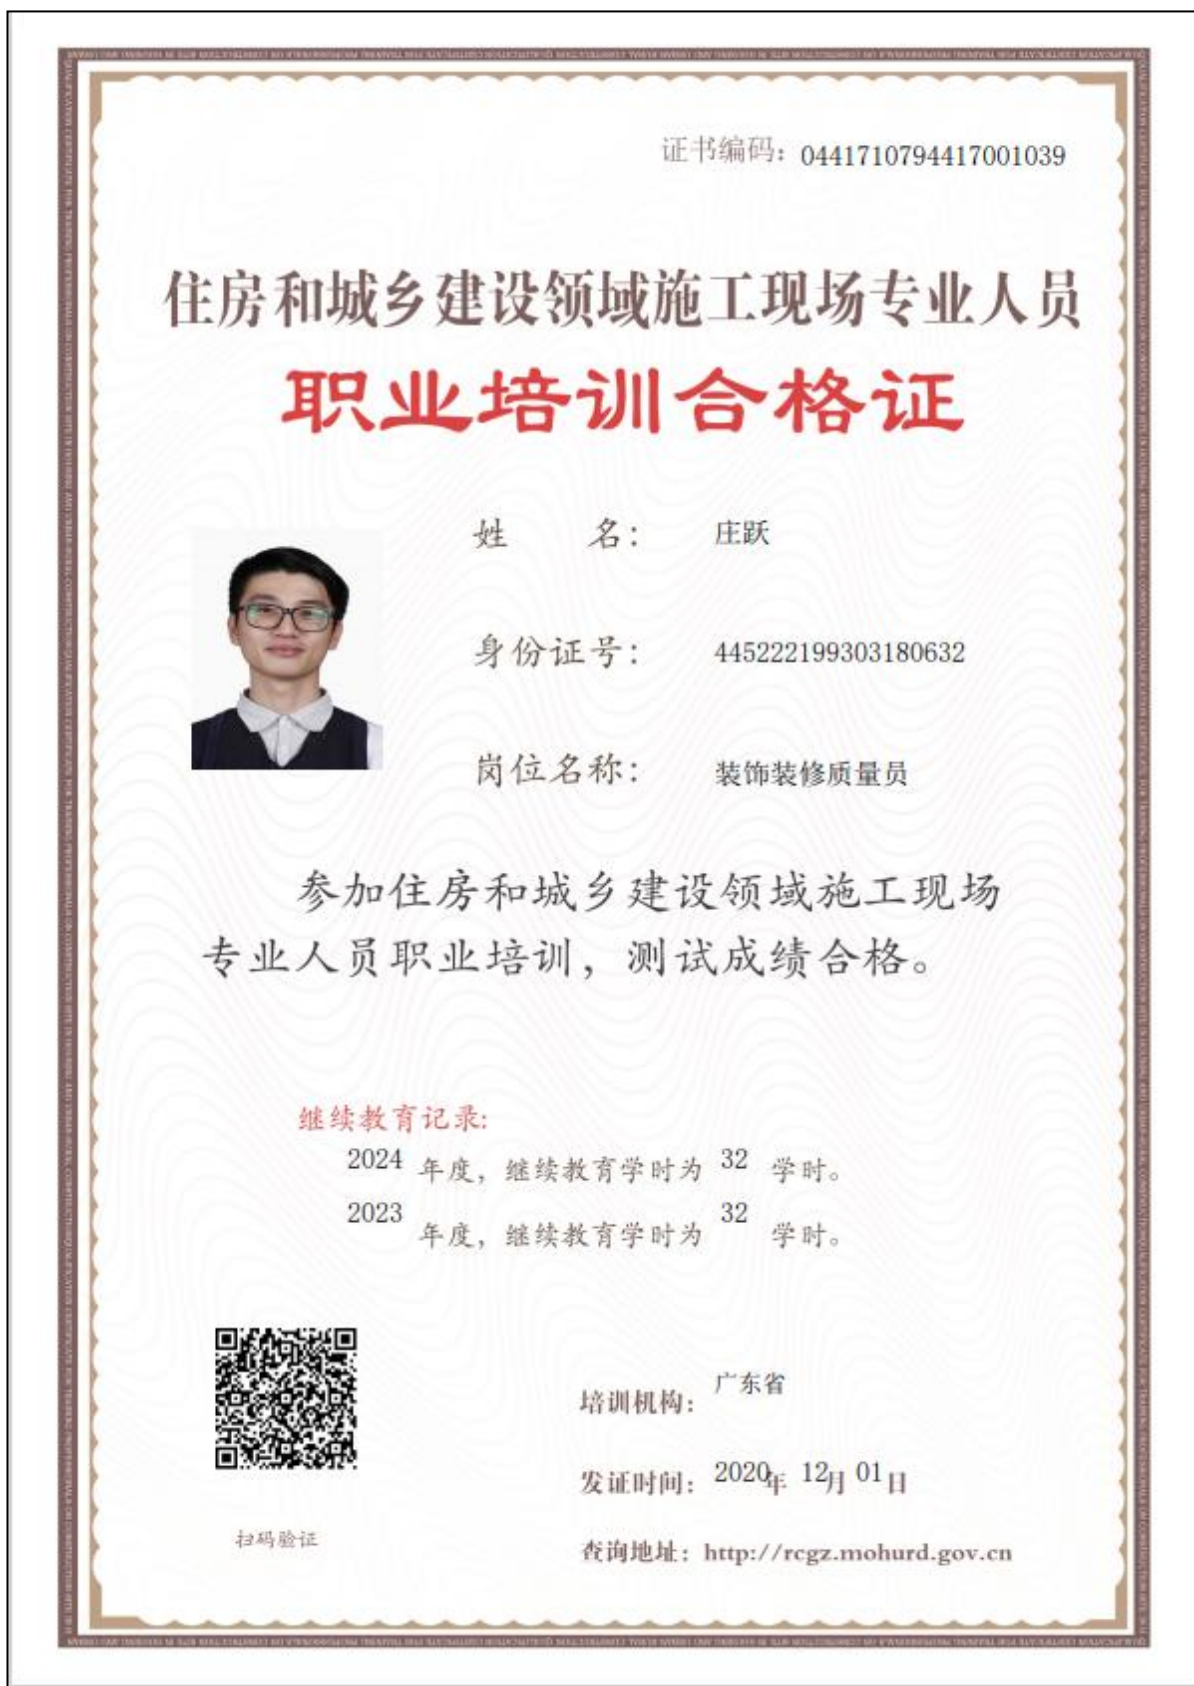 证书编码：0441710794417001039
住房和城乡建设领域施工现场专业人员
职业培训合格证
姓 名： 庄跃
身份证号： 445222199303180632
岗位名称： 装饰装修质量员
参加住房和城乡建设领域施工现场
专业人员职业培训，测试成绩合格。
继续教育记录:
2024 年度，继续教育学时为 32 学时。
2023 年度，继续教育学时为 32 学时。
培训机构： 广东省
发证时间： 2020年 12月 01日
扫码验证
查询地址：http://rcgz.mohurd.gov.cn